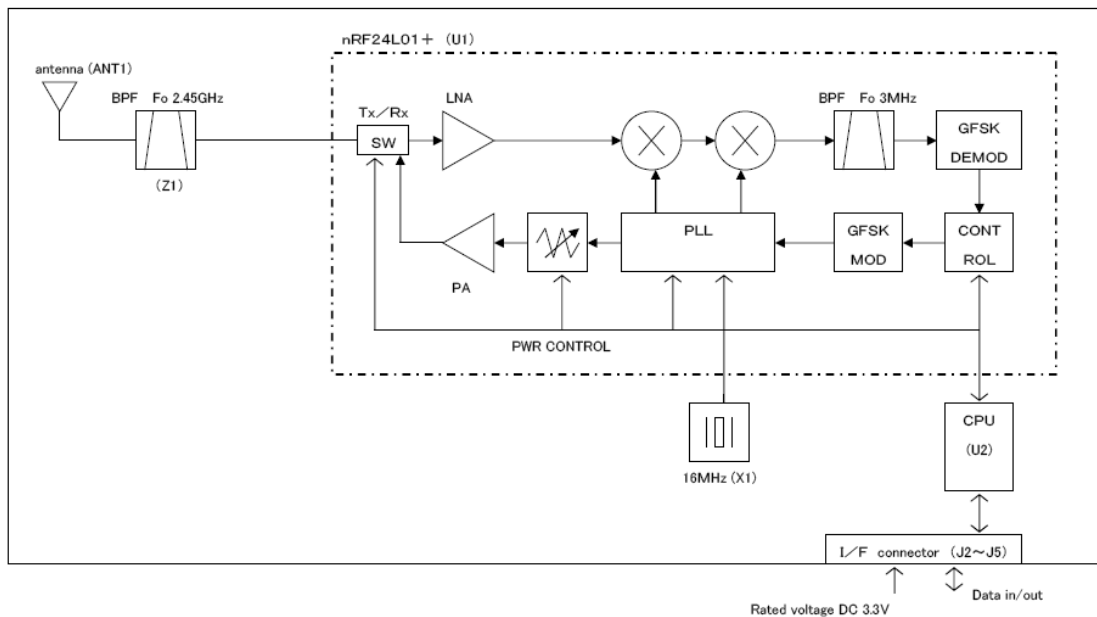 nRF24L01+ (U1)
antenna (ANT1)
BPF Fo 2.45GHz
(Z1)
Tx/Rx
SW
LNA
BPF Fo 3MHz
GFSK
DEMOD
PA
PLL
GFSK
MOD
CONT
ROL
PWR CONTROL
16MHz (X1)
CPU
(U2)
I/F connector (J2~J5)
Rated voltage DC 3.3V
Data in/out